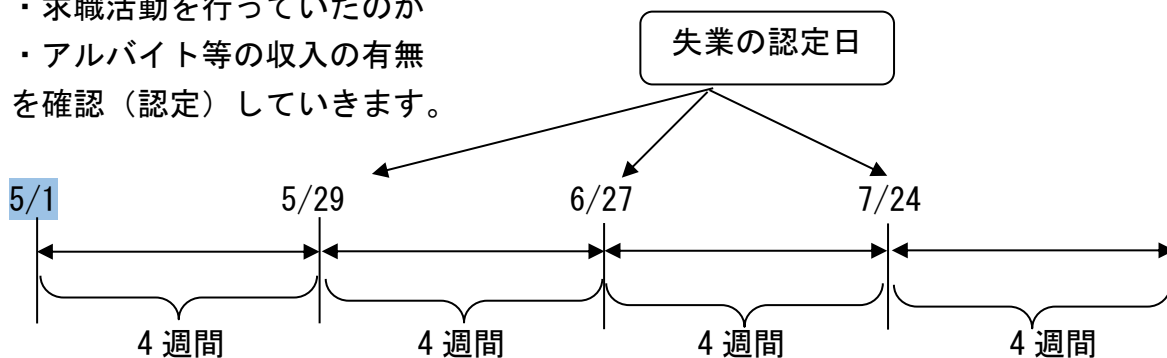 ・求職活動を行っていたのか
・アルバイト等の収入の有無
を確認（認定）していきます。
失業の認定日
5/1 5/29 6/27 7/24
4週間 4週間 4週間 4週間